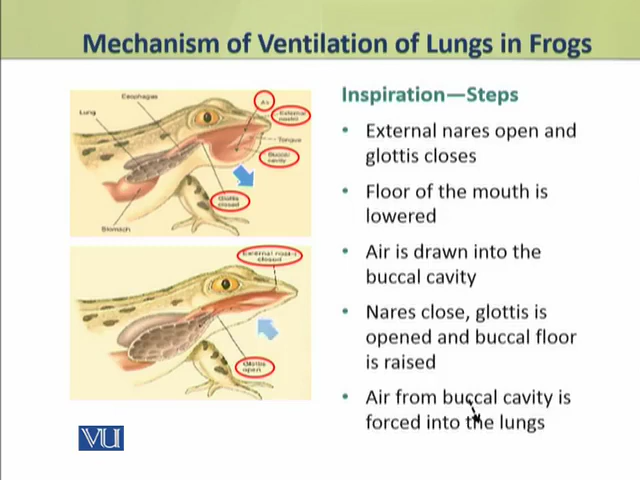 Mechanism of Ventilation of Lungs in Frogs
Esophagus
Lung
Air
External
nostril
Tongue
Buccal
cavity
Glottis
closed
Stomach
External nostril
closed
Glottis
open
VU
Inspiration—Steps
• External nares open and
glottis closes
• Floor of the mouth is
lowered
• Air is drawn into the
buccal cavity
• Nares close, glottis is
opened and buccal floor
is raised
• Air from buccal cavity is
forced into the lungs